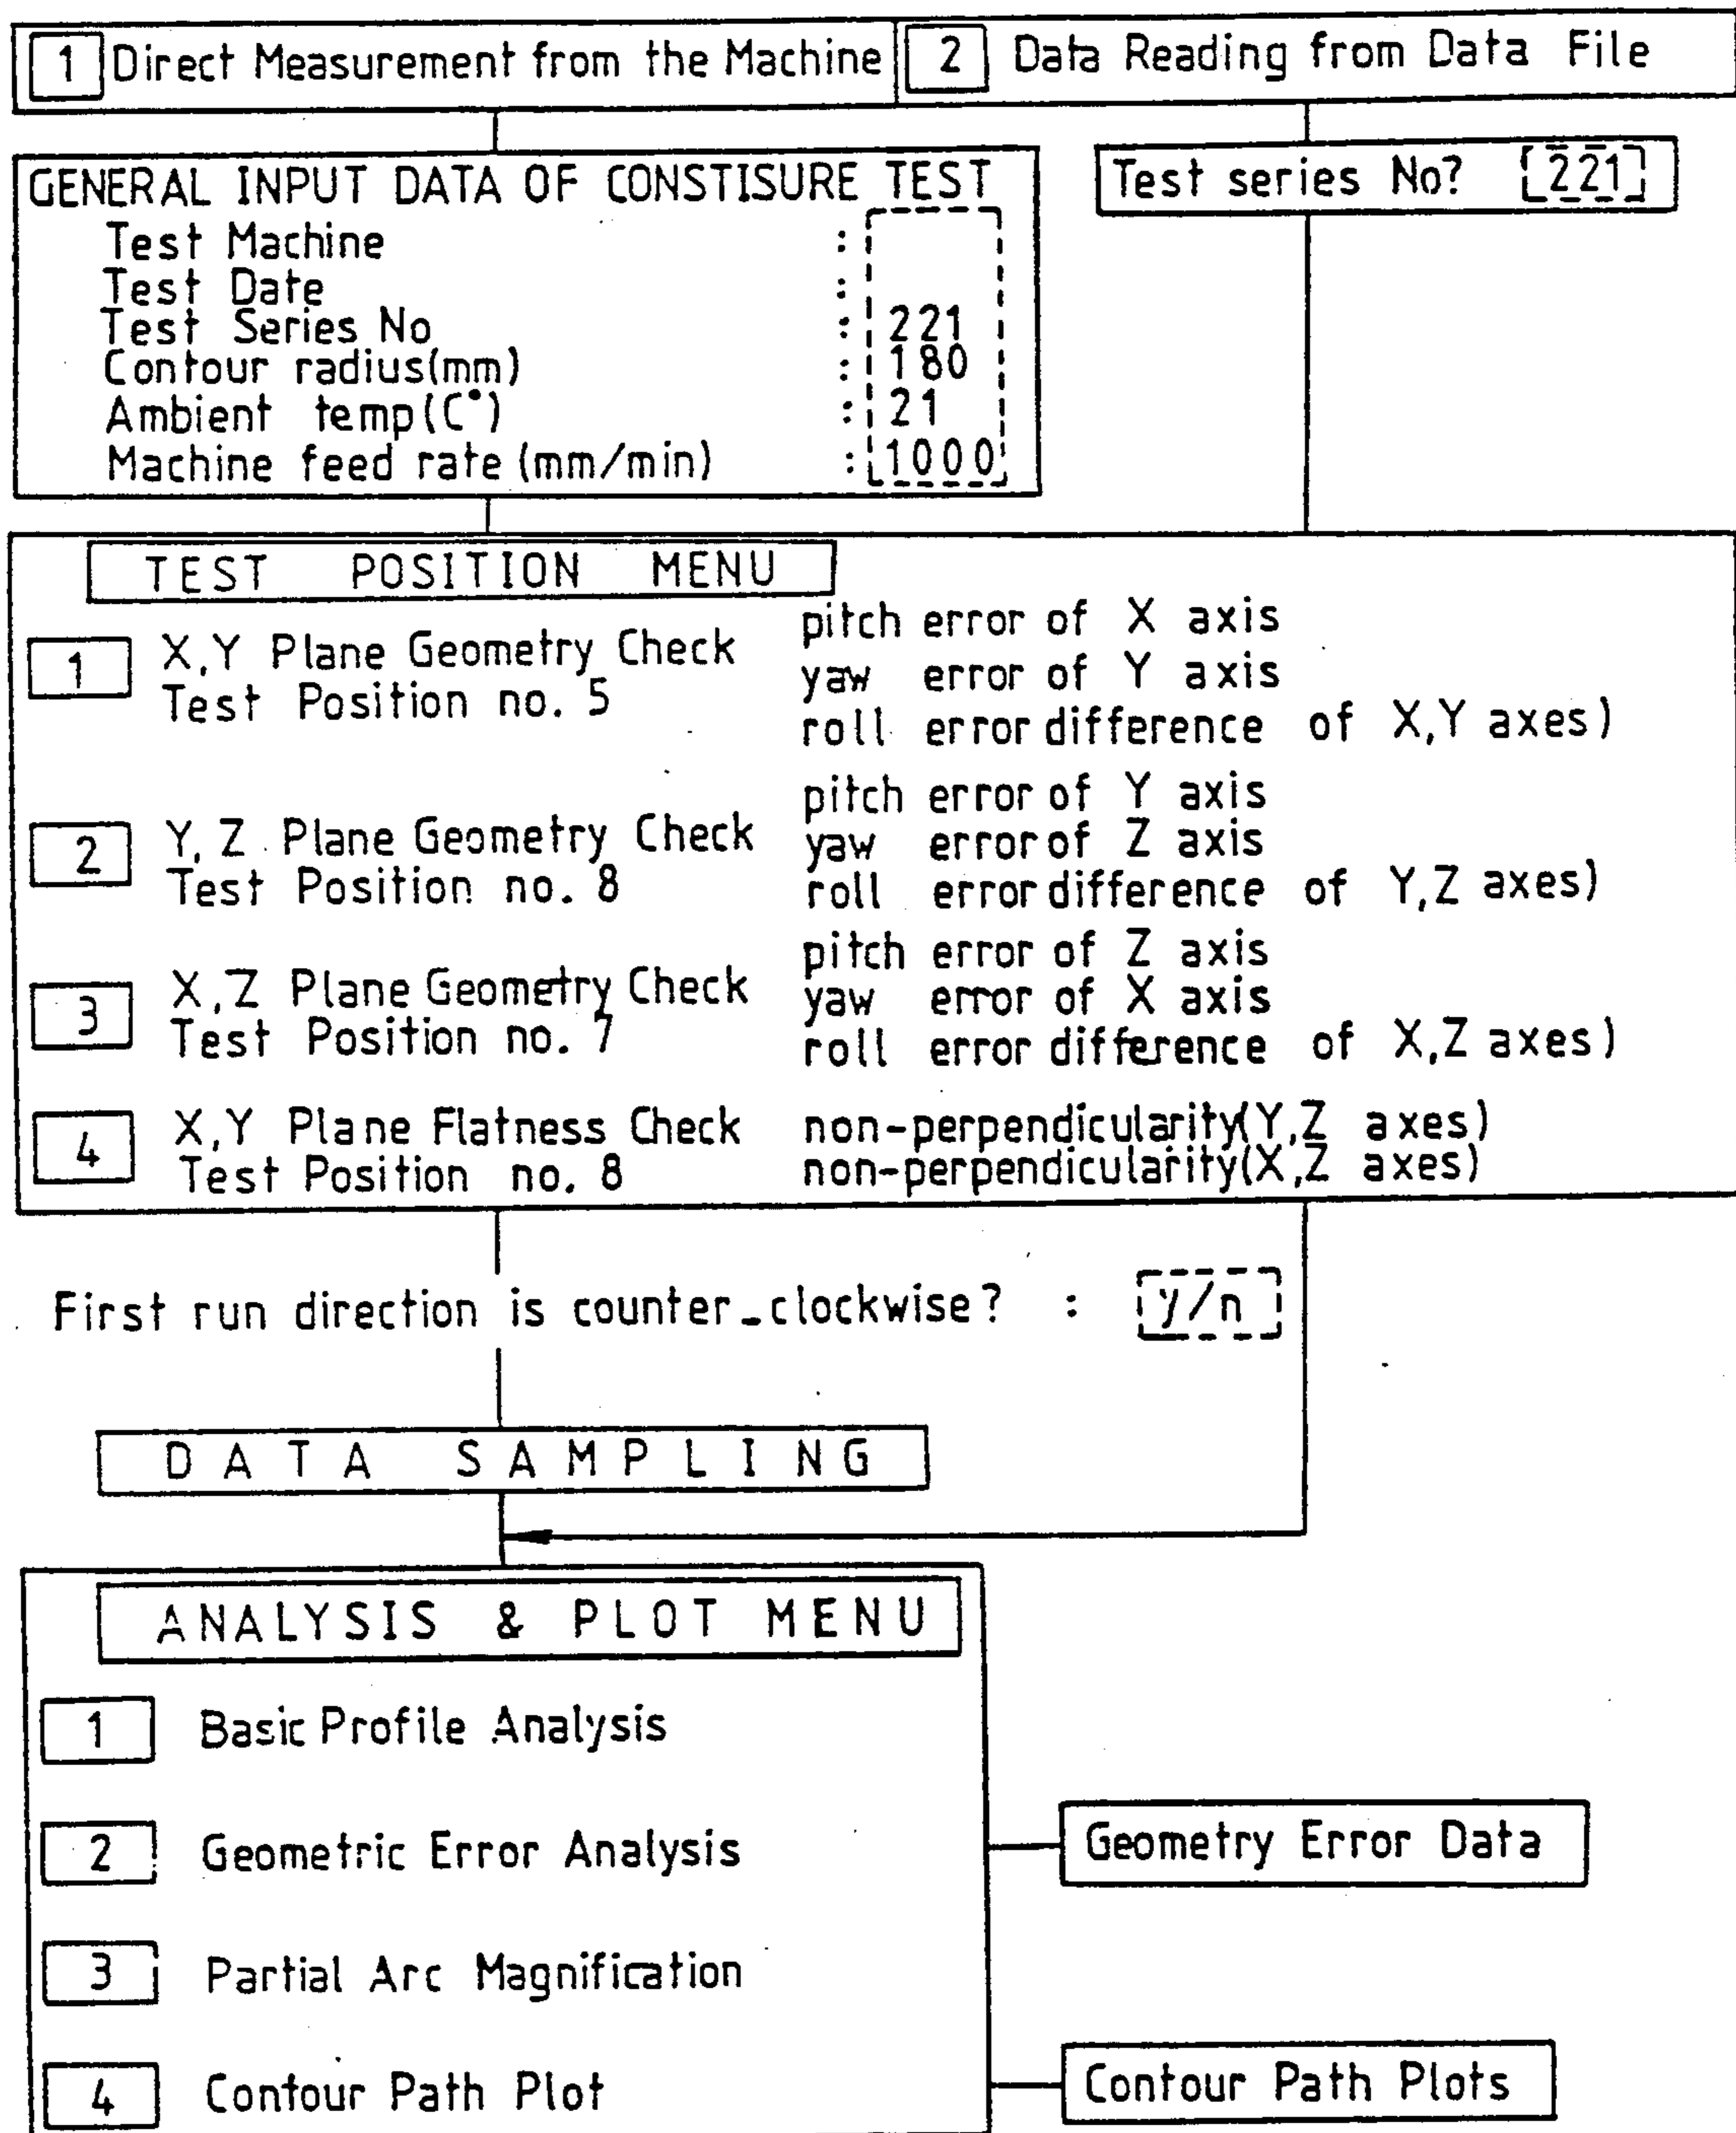 1 Direct Measurement from the Machine 2 Data Reading from Data File
GENERAL INPUT DATA OF CONSTISURE TEST
Test Machine :
Test Date :
Test Series No : 221
Contour radius(mm) : 180
Ambient temp(C°) : 21
Machine feed rate (mm/min) : 1000
Test series No? 221
TEST POSITION MENU
1 X,Y Plane Geometry Check
Test Position no. 5
pitch error of X axis
yaw error of Y axis
roll error difference of X,Y axes)
2 Y,Z Plane Geometry Check
Test Position no. 8
pitch error of Y axis
yaw error of Z axis
roll error difference of Y,Z axes)
3 X,Z Plane Geometry Check
Test Position no. 7
pitch error of Z axis
yaw error of X axis
roll error difference of X,Z axes)
4 X,Y Plane Flatness Check
Test Position no. 8
non-perpendicularity(Y,Z axes)
non-perpendicularity(X,Z axes)
First run direction is counter_clockwise? : y/n
DATA SAMPLING
ANALYSIS & PLOT MENU
1 Basic Profile Analysis
2 Geometric Error Analysis
3 Partial Arc Magnification
4 Contour Path Plot
Geometry Error Data
Contour Path Plots